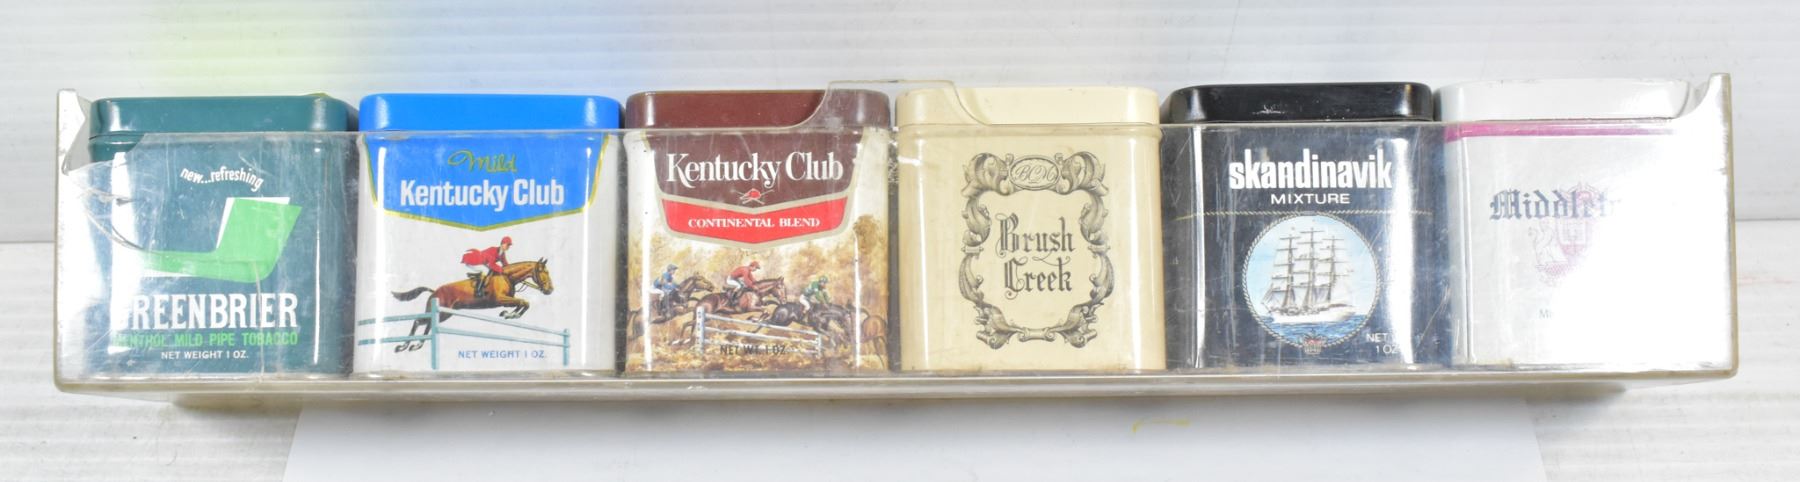 new...refreshing
GREENBRIER
MENTHOL MILD PIPE TOBACCO
NET WEIGHT 1 OZ.
Mild
Kentucky Club
NET WEIGHT 1 OZ.
Kentucky Club
CONTINENTAL BLEND
NET WT. 1 OZ.
Brush
Creek
skandinavik
MIXTURE
NET
1 OZ